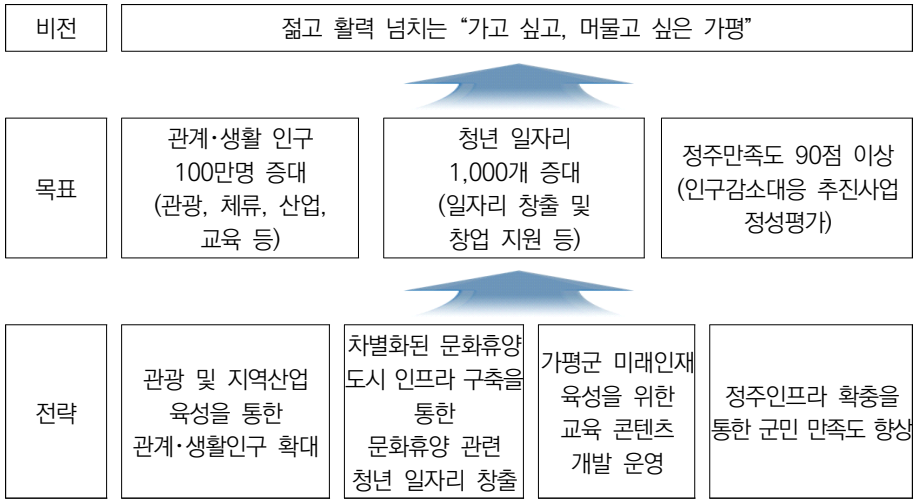 비전
젊고 활력 넘치는 “가고 싶고, 머물고 싶은 가평”
목표
관계·생활 인구
100만명 증대
(관광, 체류, 산업,
교육 등)
청년 일자리
1,000개 증대
(일자리 창출 및
창업 지원 등)
정주만족도 90점 이상
(인구감소대응 추진사업
정성평가)
전략
관광 및 지역산업
육성을 통한
관계·생활인구 확대
차별화된 문화휴양
도시 인프라 구축을
통한
문화휴양 관련
청년 일자리 창출
가평군 미래인재
육성을 위한
교육 콘텐츠
개발 운영
정주인프라 확충을
통한 군민 만족도 향상